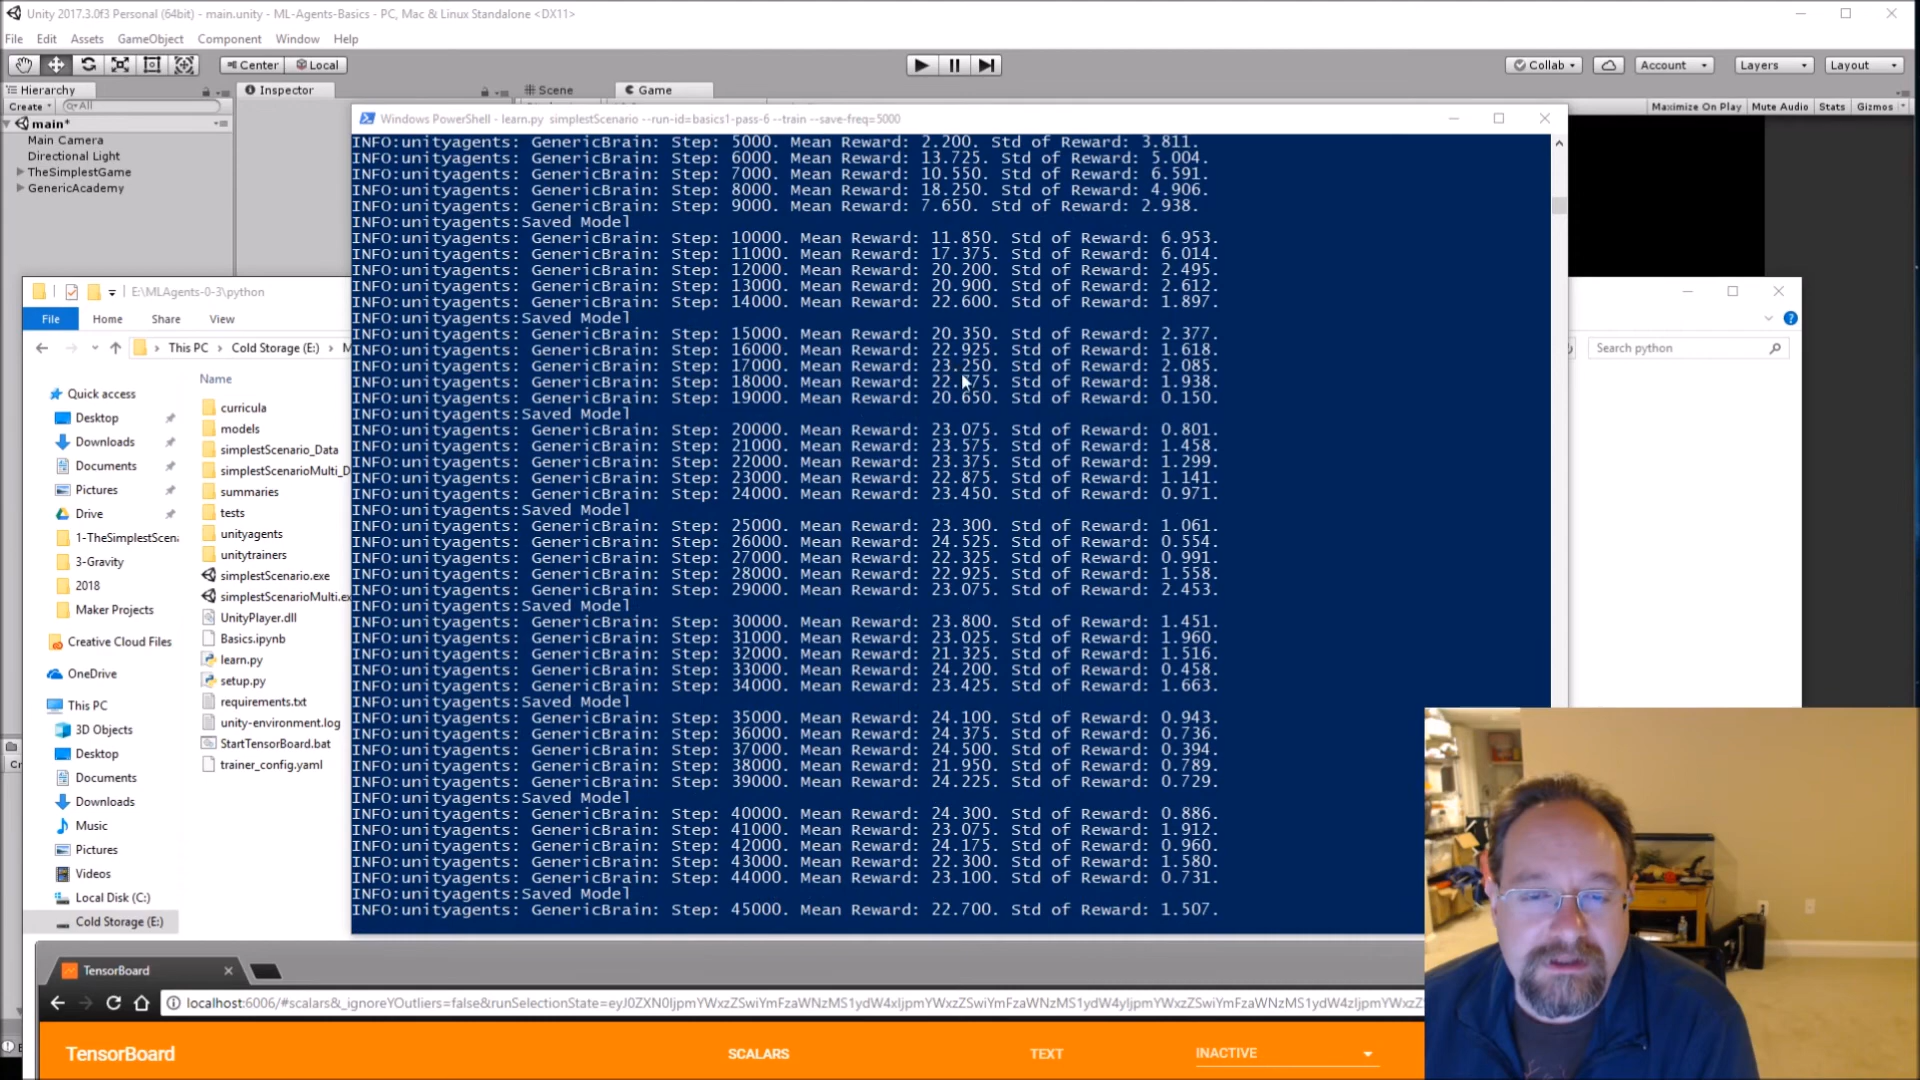 Unity 2017.3.0f3 Personal (64bit) - main.unity - ML-Agents-Basics - PC, Mac & Linux Standalone <DX11>
File Edit Assets GameObject Component Window Help
Center Local Collab Account Layers Layout
Hierarchy Inspector Scene Game
Create All Maximize On Play Mute Audio Stats Gizmos
main*
Main Camera
Directional Light
TheSimplestGame
GenericAcademy
Windows PowerShell - learn.py simplestScenario --run-id=basics1-pass-6 --train --save-freq=5000
INFO:unityagents: GenericBrain: Step: 5000. Mean Reward: 2.200. Std of Reward: 3.811.
INFO:unityagents: GenericBrain: Step: 6000. Mean Reward: 13.725. Std of Reward: 5.004.
INFO:unityagents: GenericBrain: Step: 7000. Mean Reward: 10.550. Std of Reward: 6.591.
INFO:unityagents: GenericBrain: Step: 8000. Mean Reward: 18.250. Std of Reward: 4.906.
INFO:unityagents: GenericBrain: Step: 9000. Mean Reward: 7.650. Std of Reward: 2.938.
INFO:unityagents:Saved Model
INFO:unityagents: GenericBrain: Step: 10000. Mean Reward: 11.850. Std of Reward: 6.953.
INFO:unityagents: GenericBrain: Step: 11000. Mean Reward: 17.375. Std of Reward: 6.014.
INFO:unityagents: GenericBrain: Step: 12000. Mean Reward: 20.200. Std of Reward: 2.495.
INFO:unityagents: GenericBrain: Step: 13000. Mean Reward: 20.900. Std of Reward: 2.612.
INFO:unityagents: GenericBrain: Step: 14000. Mean Reward: 22.600. Std of Reward: 1.897.
INFO:unityagents:Saved Model
INFO:unityagents: GenericBrain: Step: 15000. Mean Reward: 20.350. Std of Reward: 2.377.
INFO:unityagents: GenericBrain: Step: 16000. Mean Reward: 22.925. Std of Reward: 1.618.
INFO:unityagents: GenericBrain: Step: 17000. Mean Reward: 23.250. Std of Reward: 2.085.
INFO:unityagents: GenericBrain: Step: 18000. Mean Reward: Std of Reward: 1.938.
INFO:unityagents: GenericBrain: Step: 19000. Mean Reward: 20.650. Std of Reward: 0.150.
INFO:unityagents:Saved Model
INFO:unityagents: GenericBrain: Step: 20000. Mean Reward: 23.075. Std of Reward: 0.801.
INFO:unityagents: GenericBrain: Step: 21000. Mean Reward: 23.575. Std of Reward: 1.458.
INFO:unityagents: GenericBrain: Step: 22000. Mean Reward: 23.375. Std of Reward: 1.299.
INFO:unityagents: GenericBrain: Step: 23000. Mean Reward: 22.875. Std of Reward: 1.141.
INFO:unityagents: GenericBrain: Step: 24000. Mean Reward: 23.450. Std of Reward: 0.971.
INFO:unityagents:Saved Model
INFO:unityagents: GenericBrain: Step: 25000. Mean Reward: 23.300. Std of Reward: 1.061.
INFO:unityagents: GenericBrain: Step: 26000. Mean Reward: 24.525. Std of Reward: 0.554.
INFO:unityagents: GenericBrain: Step: 27000. Mean Reward: 22.325. Std of Reward: 0.991.
INFO:unityagents: GenericBrain: Step: 28000. Mean Reward: 22.925. Std of Reward: 1.558.
INFO:unityagents: GenericBrain: Step: 29000. Mean Reward: 23.075. Std of Reward: 2.453.
INFO:unityagents:Saved Model
INFO:unityagents: GenericBrain: Step: 30000. Mean Reward: 23.800. Std of Reward: 1.451.
INFO:unityagents: GenericBrain: Step: 31000. Mean Reward: 23.025. Std of Reward: 1.960.
INFO:unityagents: GenericBrain: Step: 32000. Mean Reward: 21.325. Std of Reward: 1.516.
INFO:unityagents: GenericBrain: Step: 33000. Mean Reward: 24.200. Std of Reward: 0.458.
INFO:unityagents: GenericBrain: Step: 34000. Mean Reward: 23.425. Std of Reward: 1.663.
INFO:unityagents:Saved Model
INFO:unityagents: GenericBrain: Step: 35000. Mean Reward: 24.100. Std of Reward: 0.943.
INFO:unityagents: GenericBrain: Step: 36000. Mean Reward: 24.375. Std of Reward: 0.736.
INFO:unityagents: GenericBrain: Step: 37000. Mean Reward: 24.500. Std of Reward: 0.394.
INFO:unityagents: GenericBrain: Step: 38000. Mean Reward: 21.950. Std of Reward: 0.789.
INFO:unityagents: GenericBrain: Step: 39000. Mean Reward: 24.225. Std of Reward: 0.729.
INFO:unityagents:Saved Model
INFO:unityagents: GenericBrain: Step: 40000. Mean Reward: 24.300. Std of Reward: 0.886.
INFO:unityagents: GenericBrain: Step: 41000. Mean Reward: 23.075. Std of Reward: 1.912.
INFO:unityagents: GenericBrain: Step: 42000. Mean Reward: 24.175. Std of Reward: 0.960.
INFO:unityagents: GenericBrain: Step: 43000. Mean Reward: 22.300. Std of Reward: 1.580.
INFO:unityagents: GenericBrain: Step: 44000. Mean Reward: 23.100. Std of Reward: 0.731.
INFO:unityagents:Saved Model
INFO:unityagents: GenericBrain: Step: 45000. Mean Reward: 22.700. Std of Reward: 1.507.
E:\MLAgents-0-3\python
File Home Share View
This PC > Cold Storage (E:) > M
Search python
Quick access
Desktop
Downloads
Documents
Pictures
Drive
1-TheSimplestScena
3-Gravity
2018
Maker Projects
Creative Cloud Files
OneDrive
This PC
3D Objects
Desktop
Documents
Downloads
Music
Pictures
Videos
Local Disk (C:)
Cold Storage (E:)
Name
curricula
models
simplestScenario_Data
simplestScenarioMulti_D
summaries
tests
unityagents
unitytrainers
simplestScenario.exe
simplestScenarioMulti.ex
UnityPlayer.dll
Basics.ipynb
learn.py
setup.py
requirements.txt
unity-environment.log
StartTensorBoard.bat
trainer_config.yaml
TensorBoard
localhost:6006/#scalars&_ignoreYOutliers=false&runSelectionState=
TensorBoard SCALARS TEXT INACTIVE